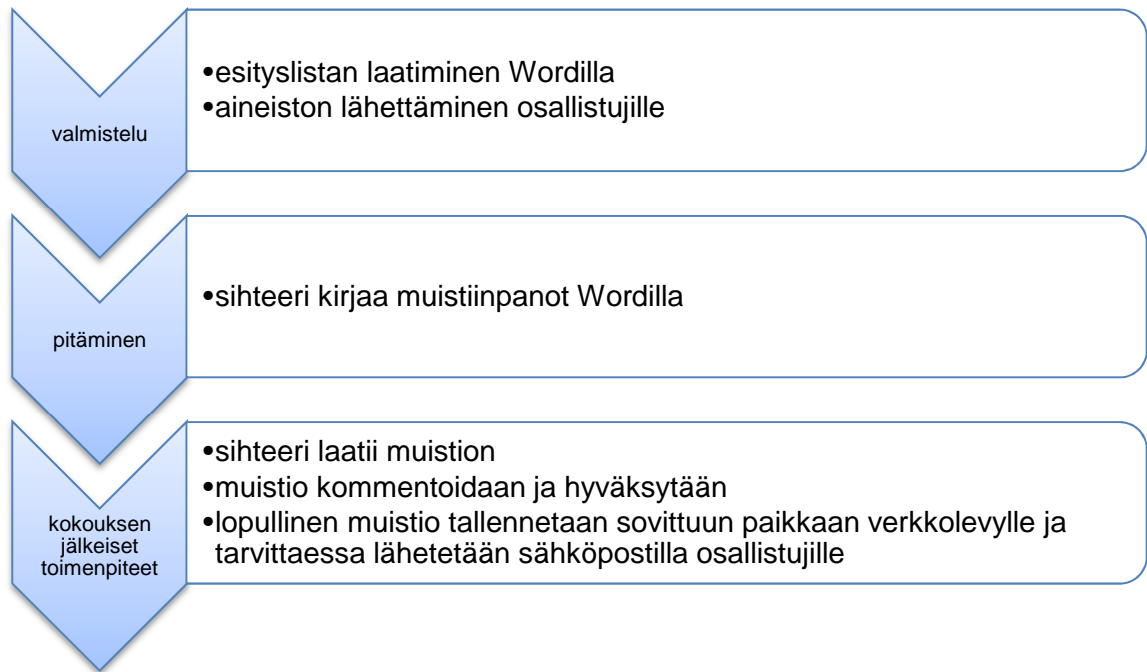 valmistelu
•esityslistan laatiminen Wordilla
•aineiston lähettäminen osallistujille
pitäminen
•sihteeri kirjaa muistiinpanot Wordilla
kokouksen
jälkeiset
toimenpiteet
•sihteeri laatii muistion
•muistio kommentoidaan ja hyväksytään
•lopullinen muistio tallennetaan sovittuun paikkaan verkkolevylle ja
tarvittaessa lähetetään sähköpostilla osallistujille